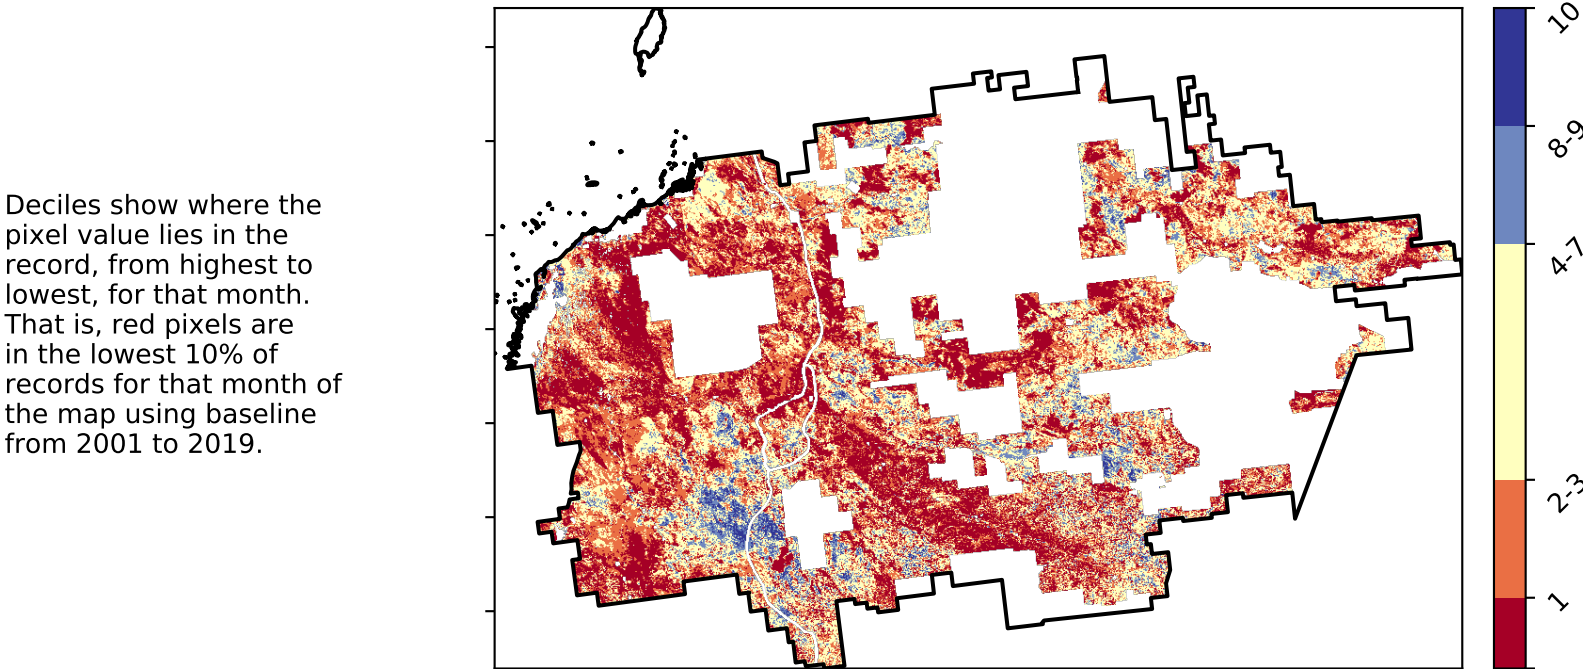 Deciles show where the
pixel value lies in the
record, from highest to
lowest, for that month.
That is, red pixels are
in the lowest 10% of
records for that month of
the map using baseline
from 2001 to 2019.
10
8-9
4-7
2-3
1